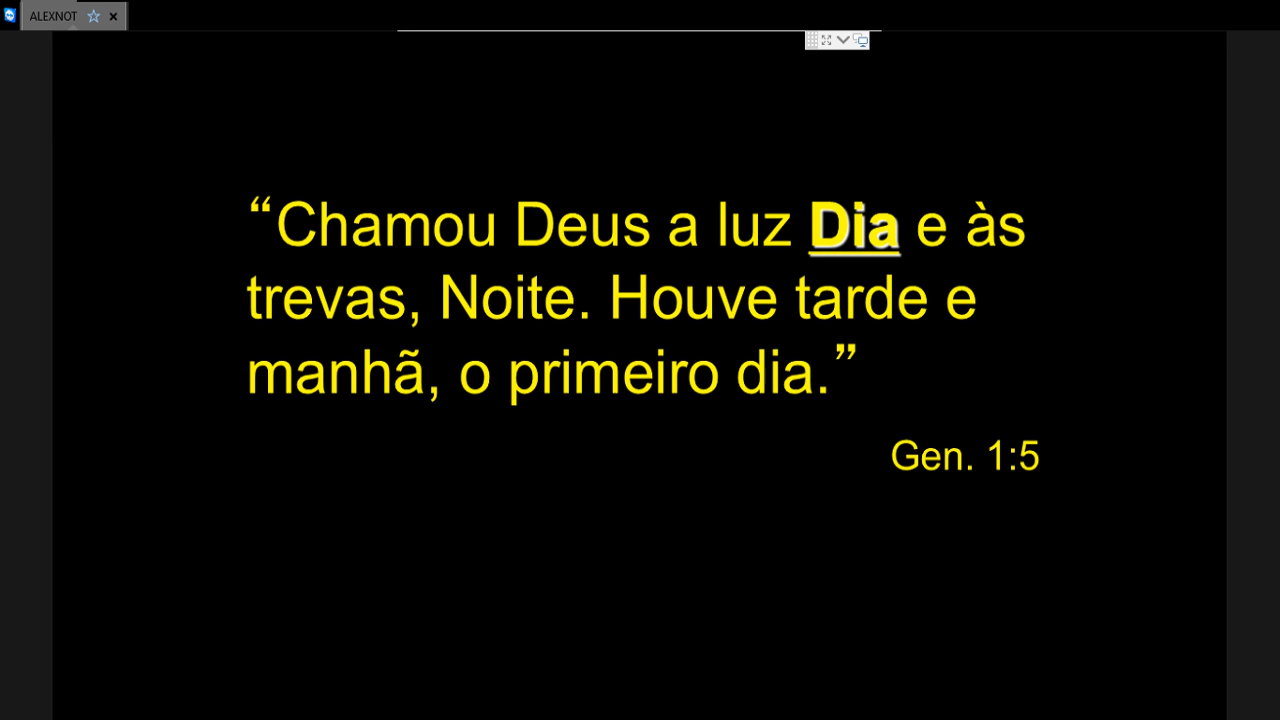 ALEXNOT
“Chamou Deus a luz Dia e às
trevas, Noite. Houve tarde e
manhã, o primeiro dia.”
Gen. 1:5